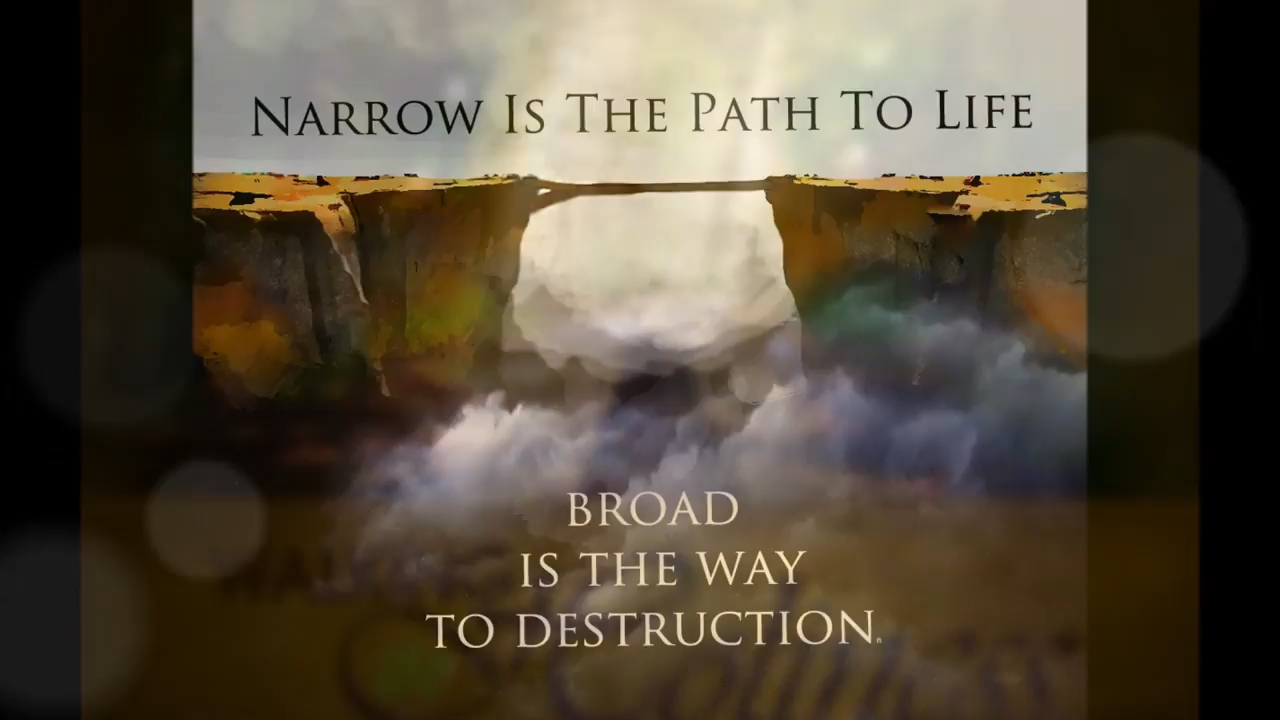 NARROW IS THE PATH TO LIFE
BROAD
IS THE WAY
TO DESTRUCTION.